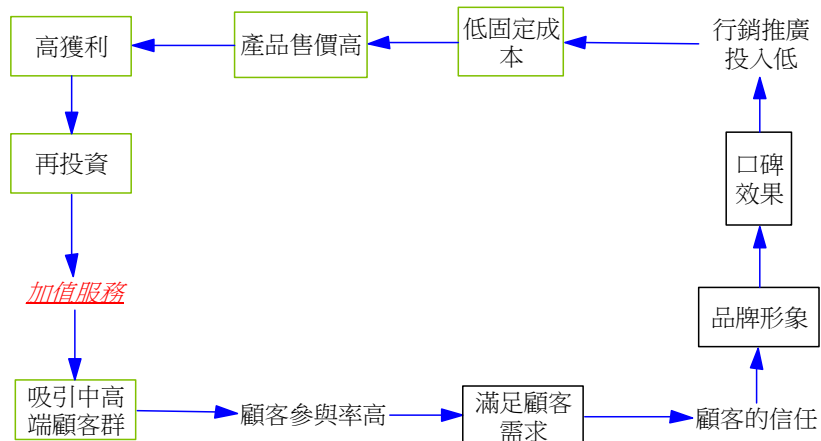 高獲利
產品售價高
低固定成
本
行銷推廣
投入低
再投資
口碑
效果
加值服務
品牌形象
吸引中高
端顧客群
顧客參與率高
滿足顧客
需求
顧客的信任